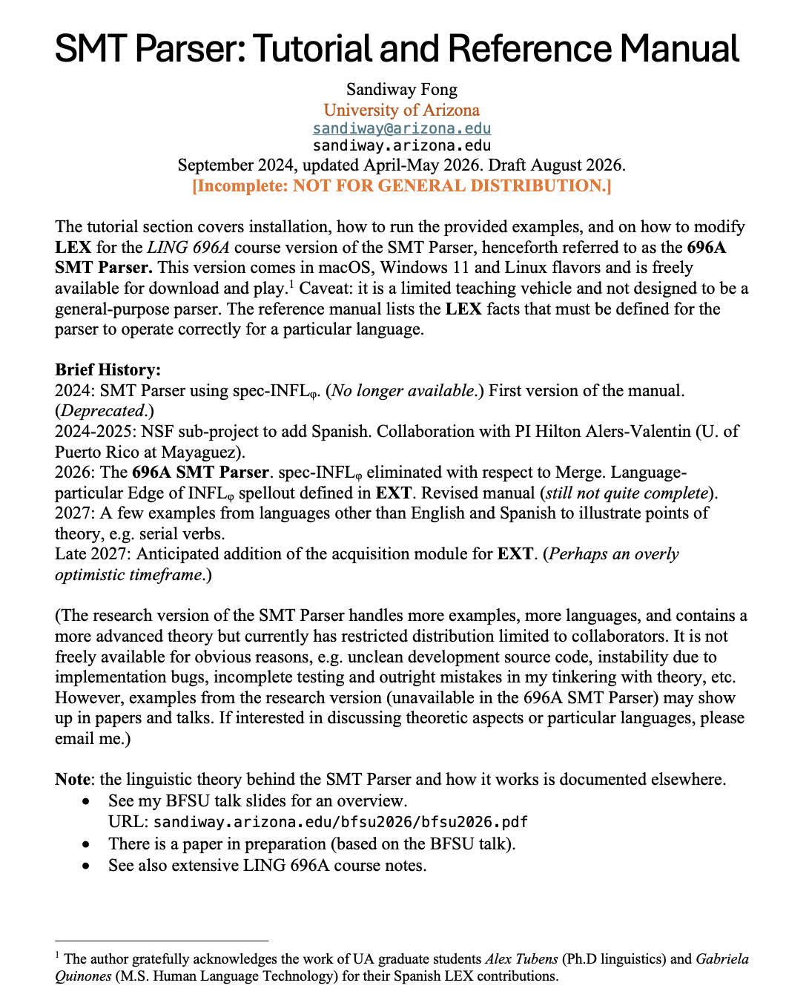 SMT Parser: Tutorial and Reference Manual
Sandiway Fong
University of Arizona
sandiway@arizona.edu
sandiway.arizona.edu
September 2024, updated April-May 2026. Draft August 2026.
[Incomplete: NOT FOR GENERAL DISTRIBUTION.]
The tutorial section covers installation, how to run the provided examples, and on how to modify
LEX for the LING 696A course version of the SMT Parser, henceforth referred to as the 696A
SMT Parser. This version comes in macOS, Windows 11 and Linux flavors and is freely
available for download and play.¹ Caveat: it is a limited teaching vehicle and not designed to be a
general-purpose parser. The reference manual lists the LEX facts that must be defined for the
parser to operate correctly for a particular language.
Brief History:
2024: SMT Parser using spec-INFLφ. (No longer available.) First version of the manual.
(Deprecated.)
2024-2025: NSF sub-project to add Spanish. Collaboration with PI Hilton Alers-Valentin (U. of
Puerto Rico at Mayaguez).
2026: The 696A SMT Parser. spec-INFLφ eliminated with respect to Merge. Language-
particular Edge of INFLφ spellout defined in EXT. Revised manual (still not quite complete).
2027: A few examples from languages other than English and Spanish to illustrate points of
theory, e.g. serial verbs.
Late 2027: Anticipated addition of the acquisition module for EXT. (Perhaps an overly
optimistic timeframe.)
(The research version of the SMT Parser handles more examples, more languages, and contains a
more advanced theory but currently has restricted distribution limited to collaborators. It is not
freely available for obvious reasons, e.g. unclean development source code, instability due to
implementation bugs, incomplete testing and outright mistakes in my tinkering with theory, etc.
However, examples from the research version (unavailable in the 696A SMT Parser) may show
up in papers and talks. If interested in discussing theoretic aspects or particular languages, please
email me.)
Note: the linguistic theory behind the SMT Parser and how it works is documented elsewhere.
• See my BFSU talk slides for an overview.
URL: sandiway.arizona.edu/bfsu2026/bfsu2026.pdf
• There is a paper in preparation (based on the BFSU talk).
• See also extensive LING 696A course notes.
¹ The author gratefully acknowledges the work of UA graduate students Alex Tubens (Ph.D linguistics) and Gabriela
Quinones (M.S. Human Language Technology) for their Spanish LEX contributions.